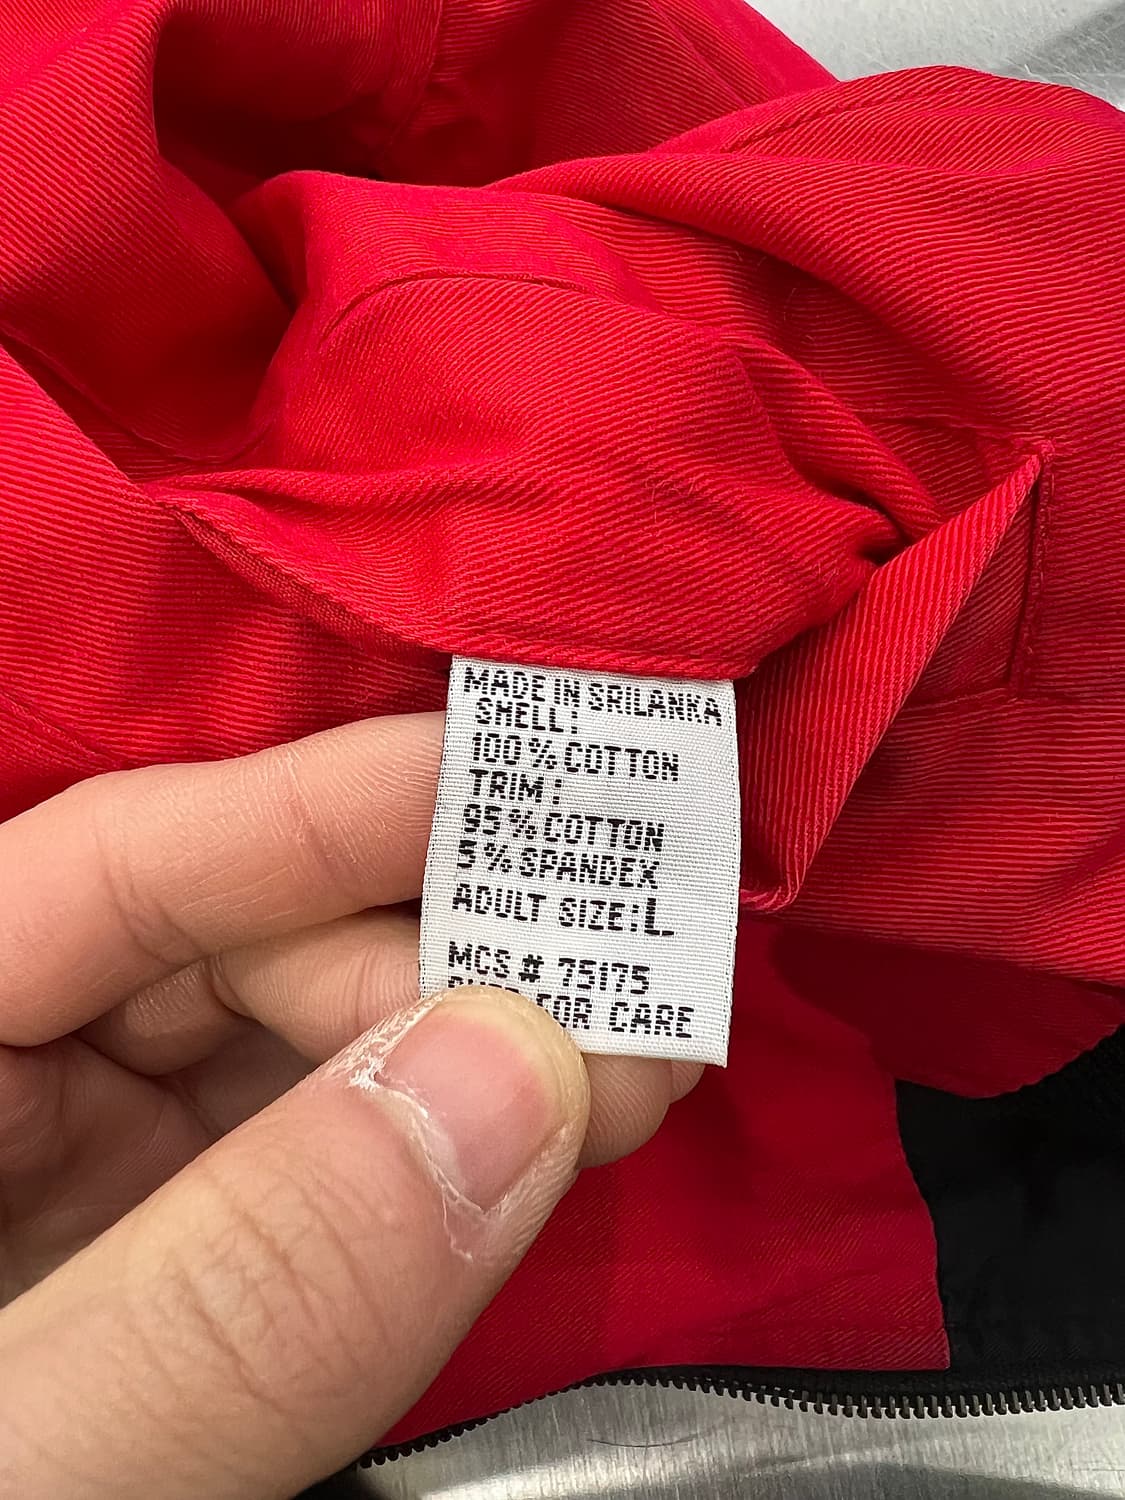 MADE IN SRILANKA
SHELL:
100% COTTON
TRIM:
95% COTTON
5% SPANDEX
ADULT SIZE: L
MCS # 75175
FOR CARE